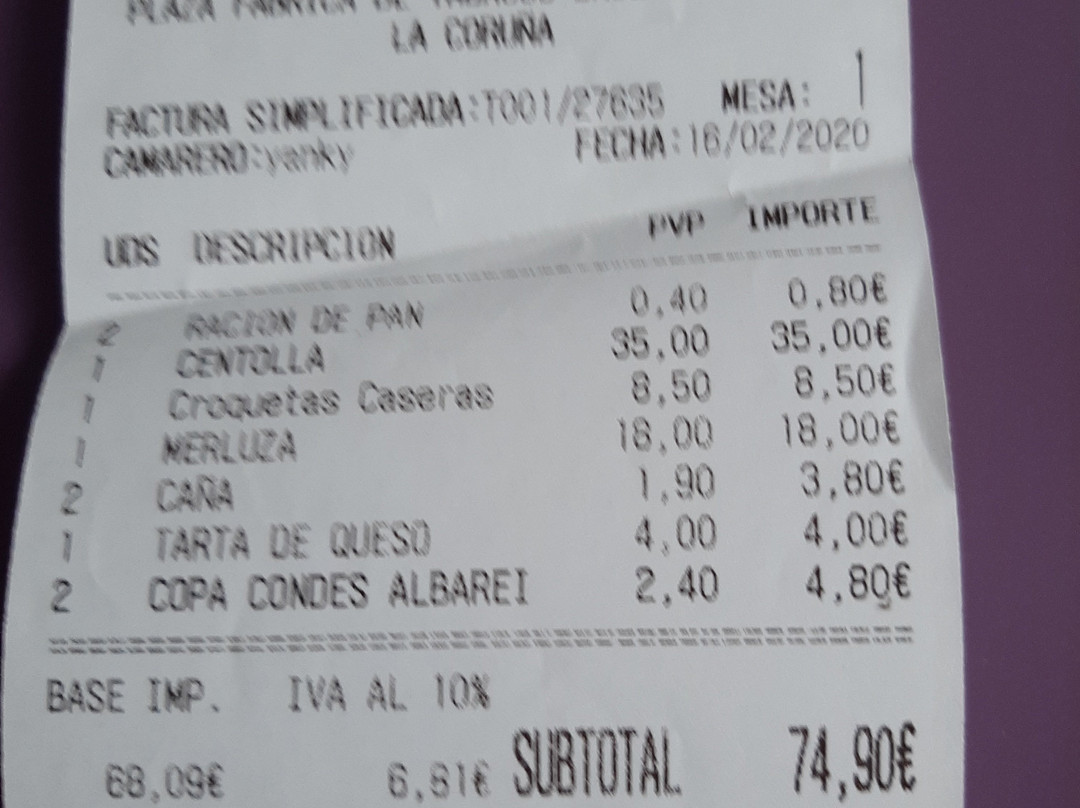 PLAZA FABRICA DE
LA CORUÑA
FACTURA SIMPLIFICADA:T001/27635 MESA: 1
CAMARERO:yanky FECHA:16/02/2020
UDS DESCRIPCION PVP IMPORTE
2 RACION DE PAN 0,40 0,80€
1 CENTOLLA 35,00 35,00€
1 Croquetas Caseras 8,50 8,50€
1 MERLUZA 18,00 18,00€
2 CAÑA 1,90 3,80€
1 TARTA DE QUESO 4,00 4,00€
2 COPA CONDES ALBAREI 2,40 4,80€
BASE IMP. IVA AL 10%
68,09€ 6,81€ SUBTOTAL 74,90€